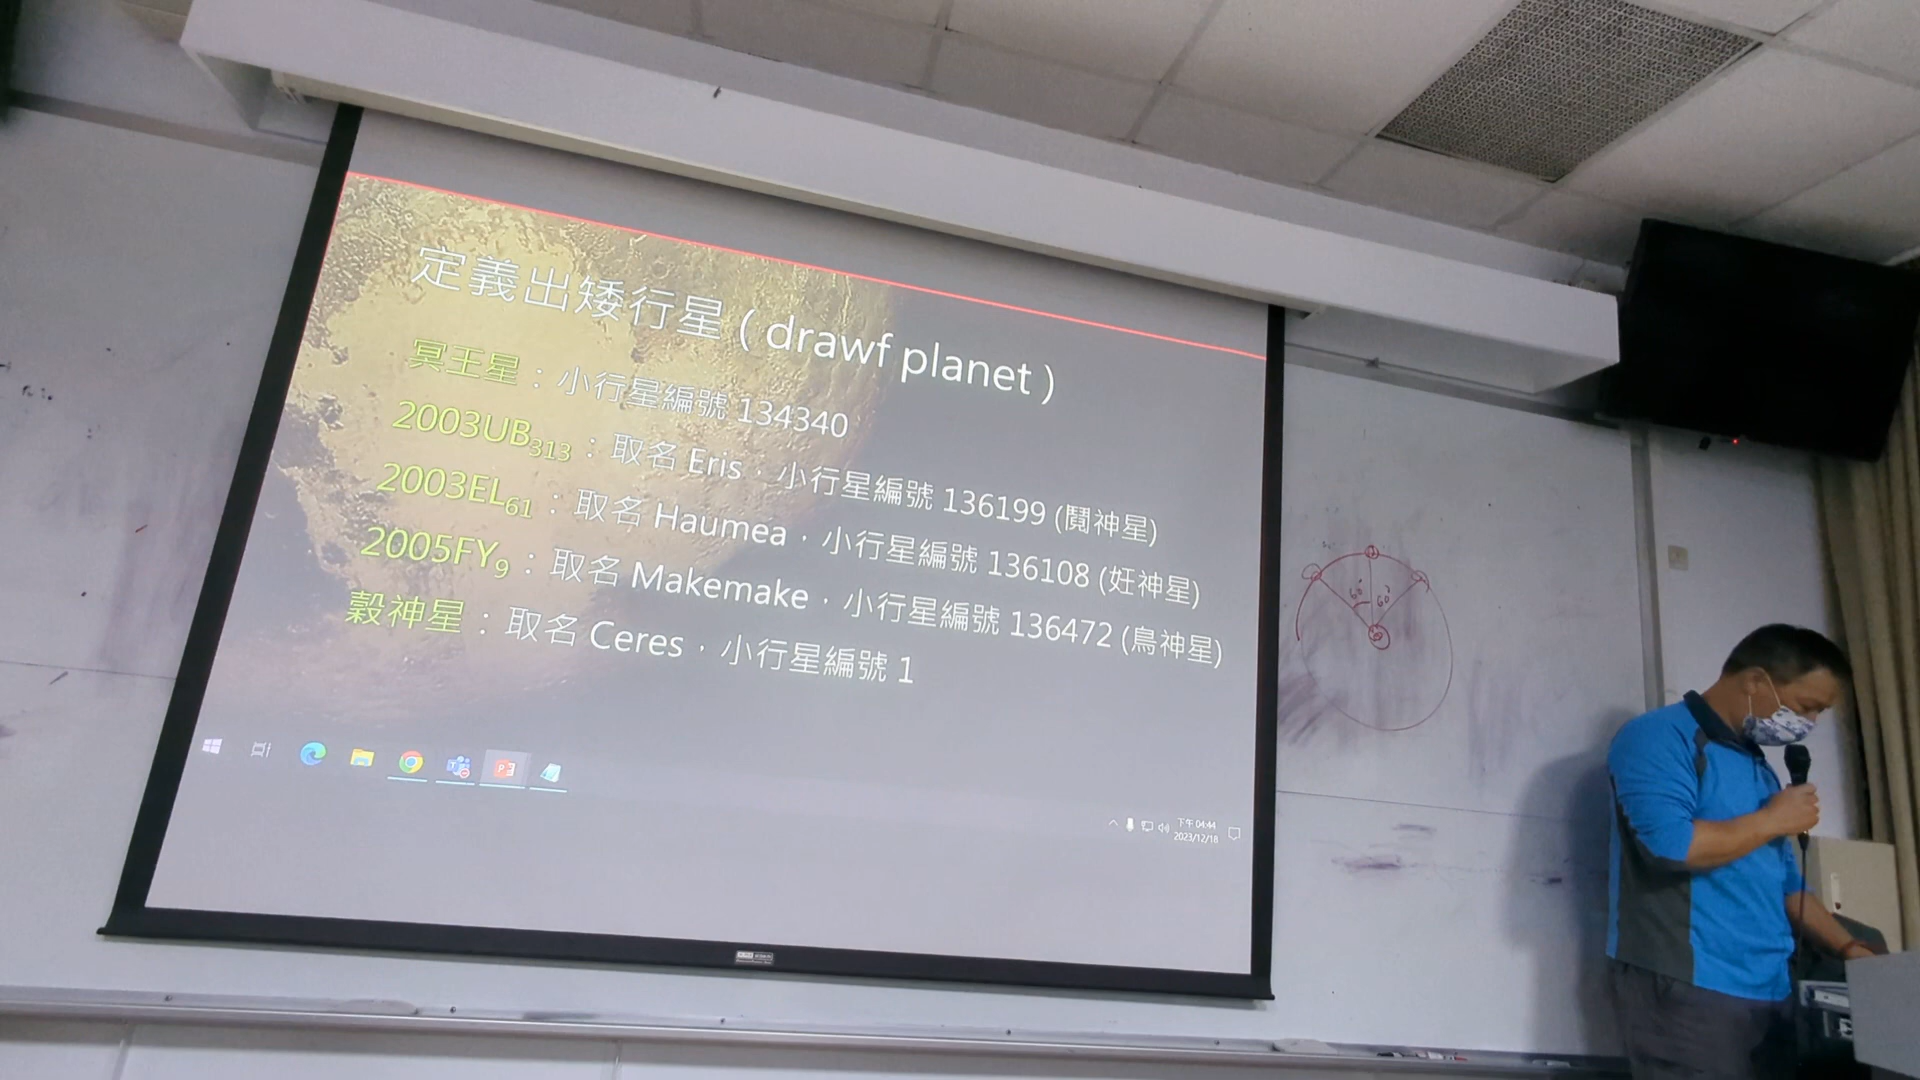 定義出矮行星 ( drawf planet )
冥王星：小行星編號 134340
2003UB313：取名 Eris，小行星編號 136199 (鬩神星)
2003EL61：取名 Haumea，小行星編號 136108 (妊神星)
2005FY9：取名 Makemake，小行星編號 136472 (鳥神星)
穀神星：取名 Ceres，小行星編號 1
下午 04:44
2023/12/18
60° 60°